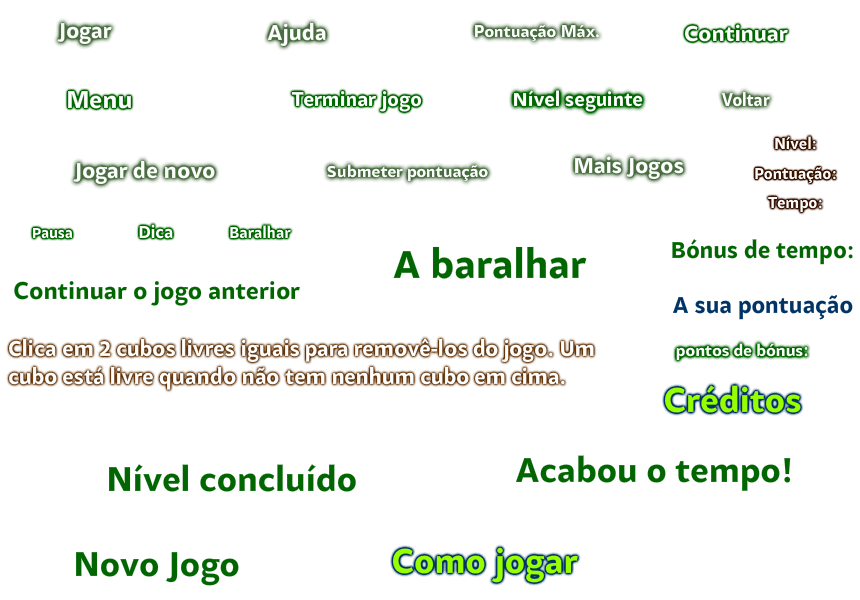 Jogar
Ajuda
Pontuação Máx.
Continuar
Menu
Terminar jogo
Nível seguinte
Voltar
Nível:
Jogar de novo
Submeter pontuação
Mais Jogos
Pontuação:
Tempo:
Pausa
Dica
Baralhar
A baralhar
Bónus de tempo:
Continuar o jogo anterior
A sua pontuação
Clica em 2 cubos livres iguais para removê-los do jogo. Um
cubo está livre quando não tem nenhum cubo em cima.
pontos de bónus:
Créditos
Nível concluído
Acabou o tempo!
Novo Jogo
Como jogar